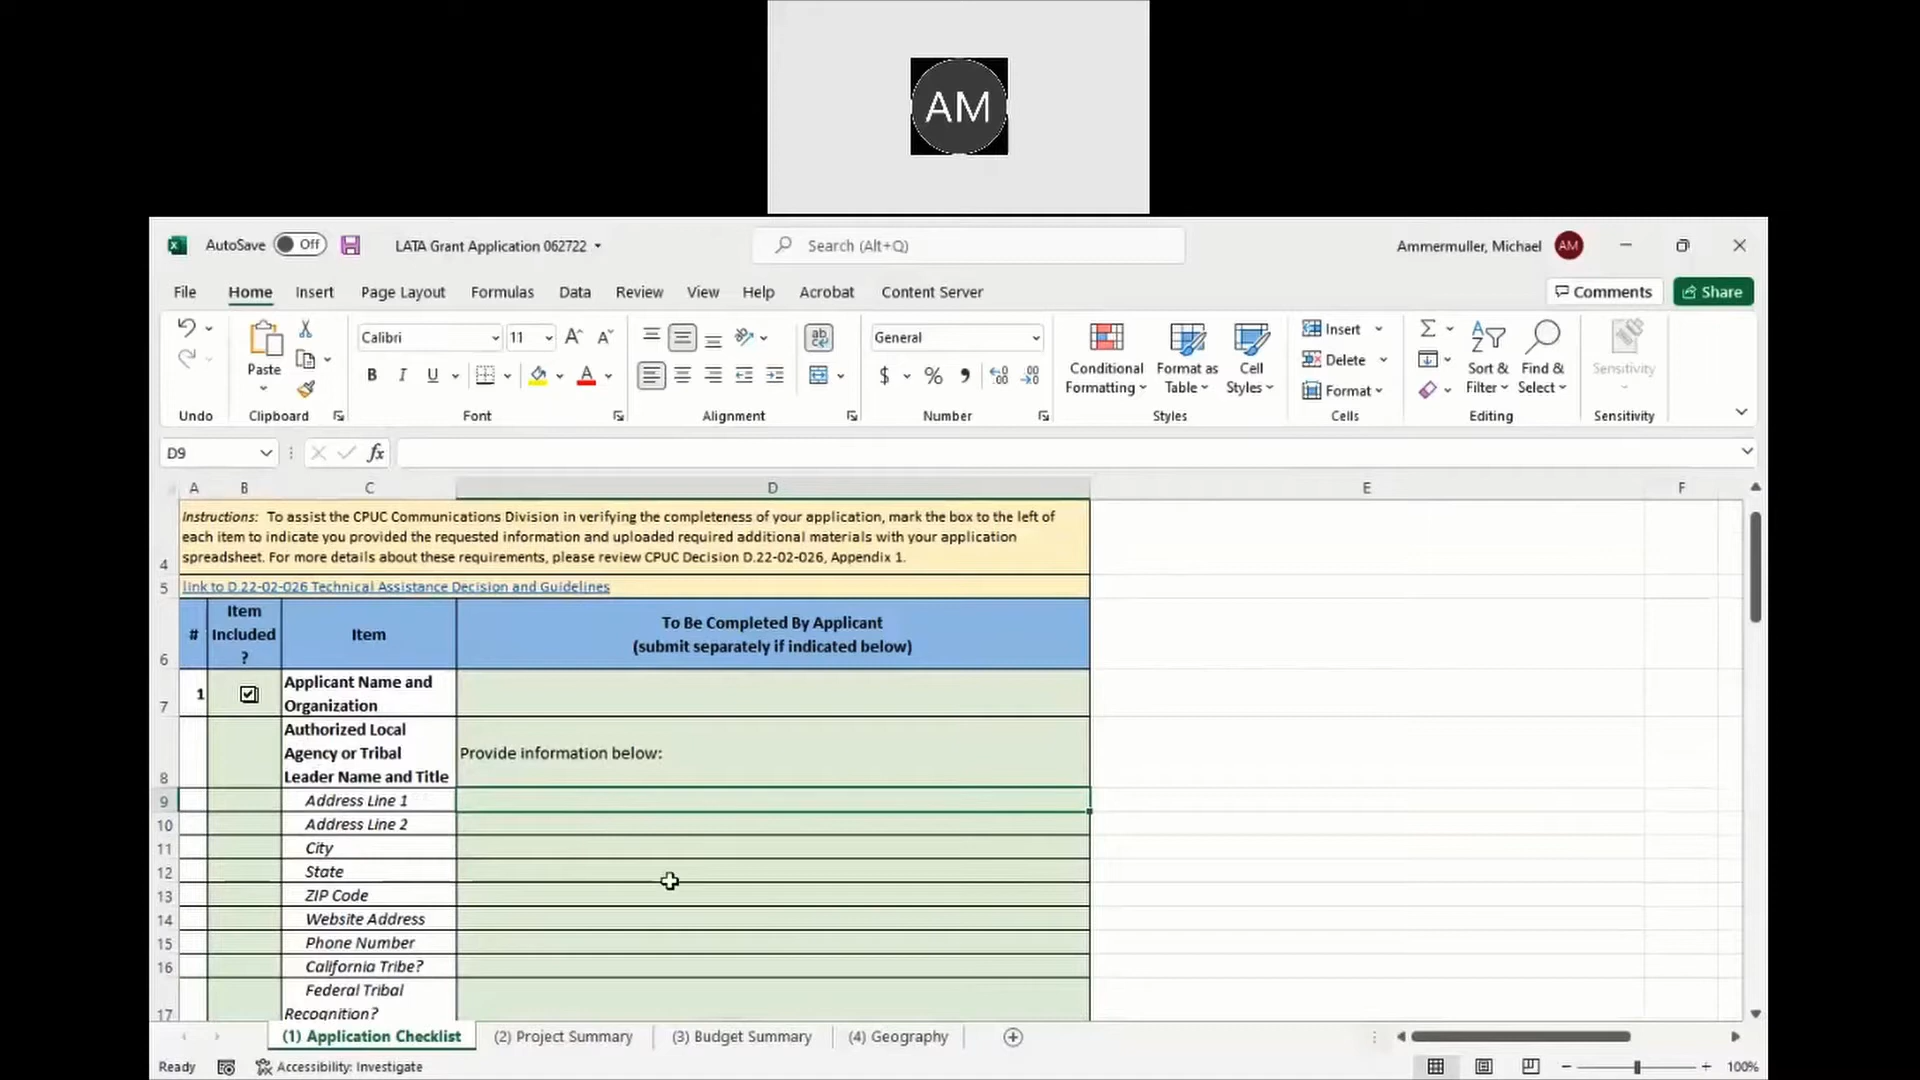 AM
AutoSave Off
LATA Grant Application 062722
Search (Alt+Q)
Ammermuller, Michael AM
File Home Insert Page Layout Formulas Data Review View Help Acrobat Content Server
Comments Share
Calibri 11
General
Paste
Conditional
Formatting
Format as
Table
Cell
Styles
Insert
Delete
Format
Sort &
Filter
Find &
Select
Sensitivity
B I U
$ %
Undo Clipboard Font Alignment Number Styles Cells Editing Sensitivity
D9 fx
A B C D E F
4 Instructions: To assist the CPUC Communications Division in verifying the completeness of your application, mark the box to the left of
each item to indicate you provided the requested information and uploaded required additional materials with your application
spreadsheet. For more details about these requirements, please review CPUC Decision D.22-02-026, Appendix 1.
5 link to D.22-02-026 Technical Assistance Decision and Guidelines
6 #
Item
Included
?
Item
To Be Completed By Applicant
(submit separately if indicated below)
7 1
Applicant Name and
Organization
8
Authorized Local
Agency or Tribal
Leader Name and Title
Provide information below:
9 Address Line 1
10 Address Line 2
11 City
12 State
13 ZIP Code
14 Website Address
15 Phone Number
16 California Tribe?
17 Federal Tribal
Recognition?
(1) Application Checklist (2) Project Summary (3) Budget Summary (4) Geography
Ready Accessibility: Investigate 100%